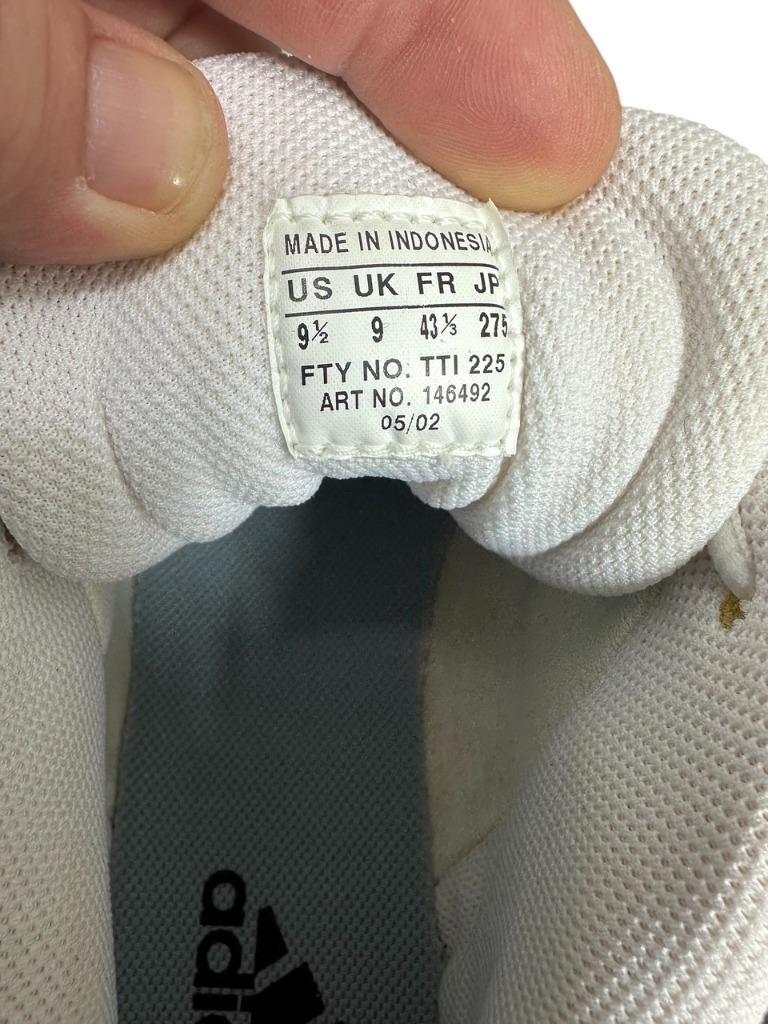 MADE IN INDONESIA
US UK FR JP
9½ 9 43⅓ 275
FTY NO: TTI 225
ART NO. 146492
05/02
adi